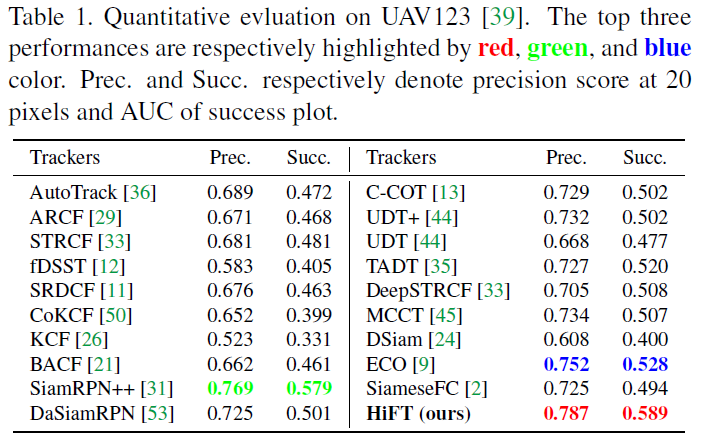 Table 1. Quantitative evluation on UAV123 [39]. The top three
performances are respectively highlighted by red, green, and blue
color. Prec. and Succ. respectively denote precision score at 20
pixels and AUC of success plot.
Trackers Prec. Succ. Trackers Prec. Succ.
AutoTrack [36] 0.689 0.472 C-COT [13] 0.729 0.502
ARCF [29] 0.671 0.468 UDT+ [44] 0.732 0.502
STRCF [33] 0.681 0.481 UDT [44] 0.668 0.477
fDSST [12] 0.583 0.405 TADT [35] 0.727 0.520
SRDCF [11] 0.676 0.463 DeepSTRCF [33] 0.705 0.508
CoKCF [50] 0.652 0.399 MCCT [45] 0.734 0.507
KCF [26] 0.523 0.331 DSiam [24] 0.608 0.400
BACF [21] 0.662 0.461 ECO [9] 0.752 0.528
SiamRPN++ [31] 0.769 0.579 SiameseFC [2] 0.725 0.494
DaSiamRPN [53] 0.725 0.501 HiFT (ours) 0.787 0.589